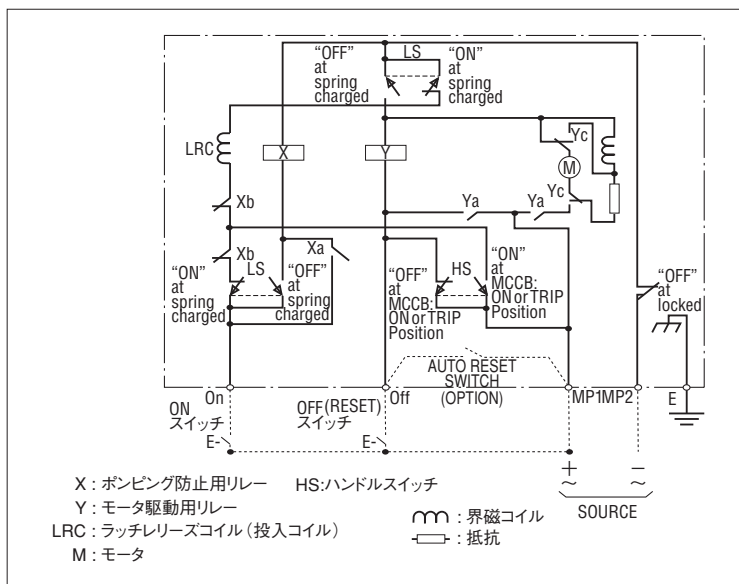 "OFF"
at
spring
charged
LS
"ON"
at
spring
charged
LRC
X
Y
Yc
M
Yc
Xb
Ya
Ya
Xb
LS
Xa
"ON"
at
spring
charged
"OFF"
at
spring
charged
"OFF"
at
MCCB:
ON or TRIP
Position
HS
"ON"
at
MCCB:
ON or TRIP
Position
"OFF"
at
locked
AUTO RESET
SWITCH
(OPTION)
On
Off
MP1MP2
E
ON
スイッチ
OFF(RESET)
スイッチ
E-
E-
+
~
−
~
SOURCE
X : ポンピング防止用リレー
HS:ハンドルスイッチ
Y : モータ駆動用リレー
LRC : ラッチレリーズコイル(投入コイル)
M : モータ
: 界磁コイル
: 抵抗